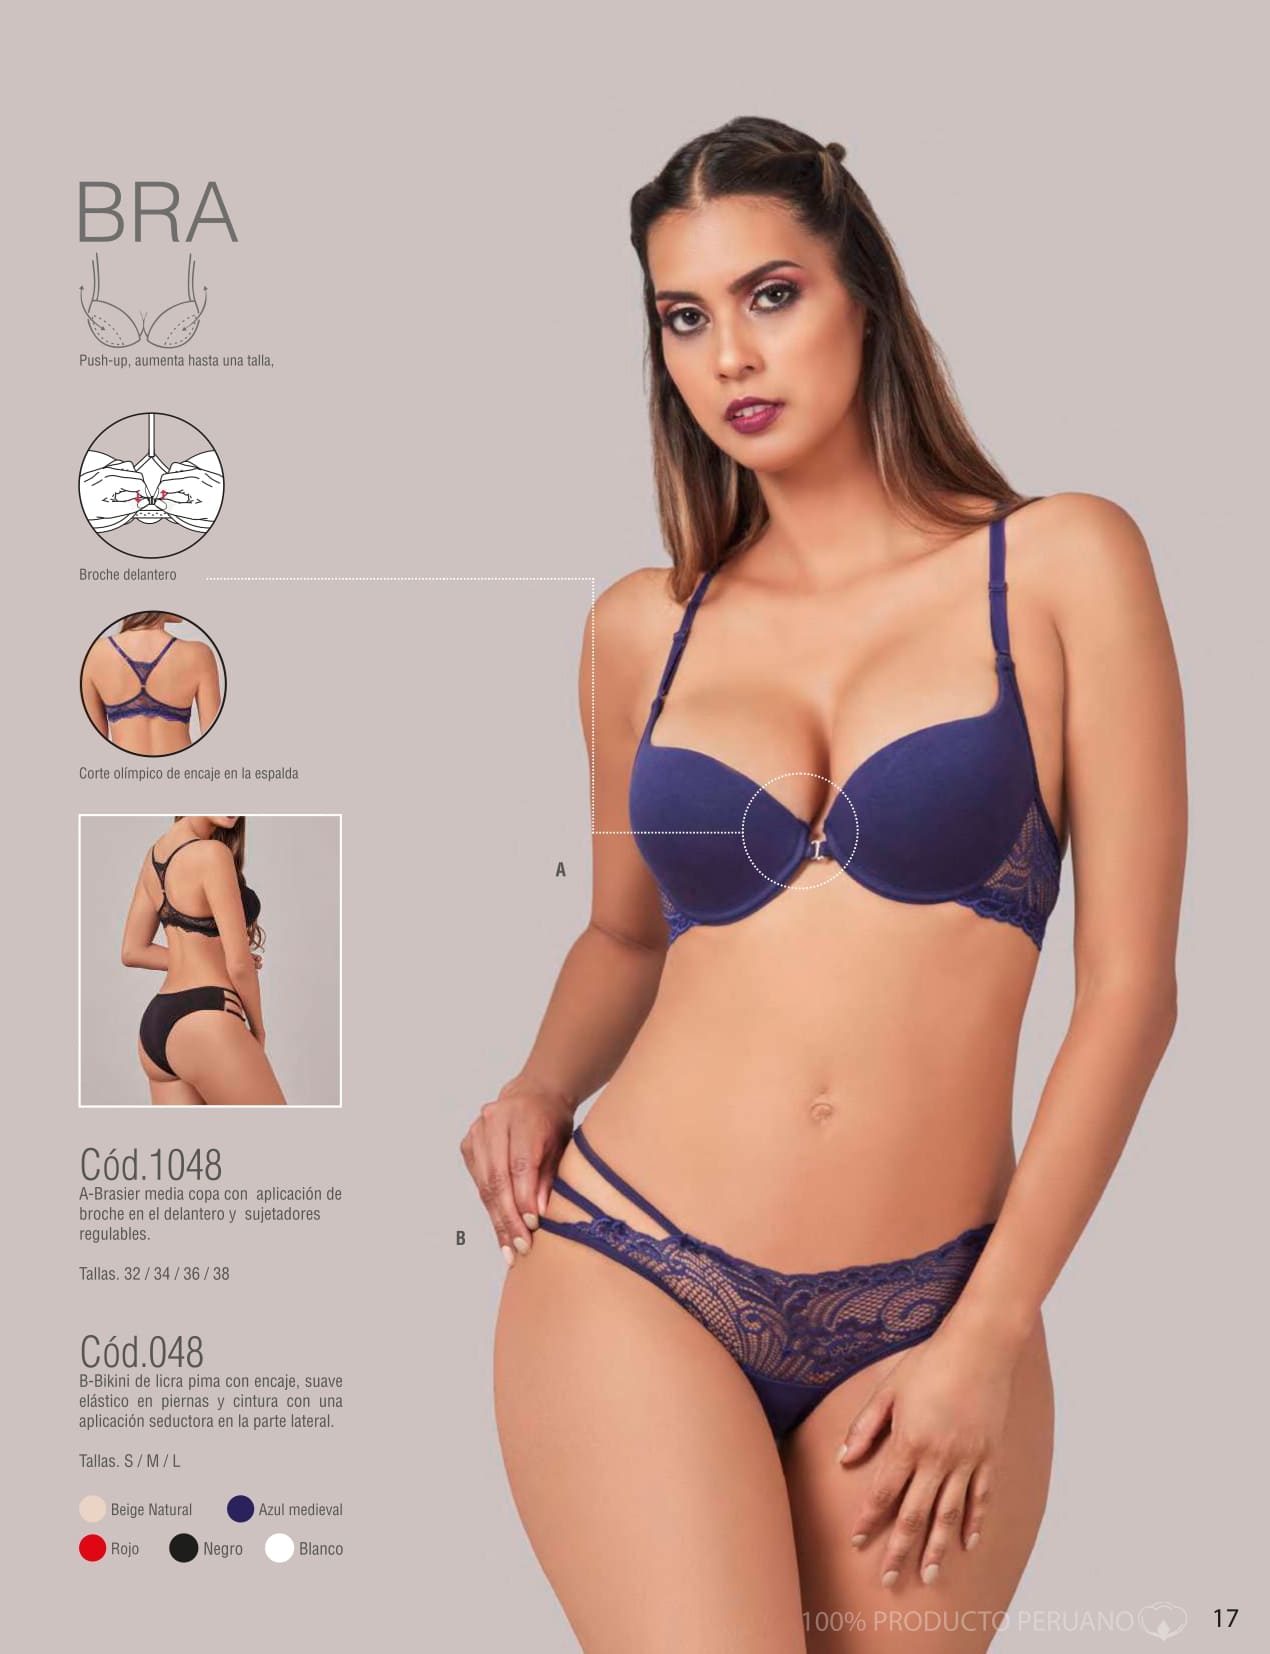 BRA
Push-up, aumenta hasta una talla,
Broche delantero
Corte olímpico de encaje en la espalda
A
Cód.1048
A-Brasier media copa con  aplicación de
broche en el delantero y  sujetadores
regulables.
Tallas. 32 / 34 / 36 / 38
B
Cód.048
B-Bikini de licra pima con encaje, suave
elástico en piernas y cintura con una
aplicación seductora en la parte lateral.
Tallas. S / M / L
Beige Natural
Azul medieval
Rojo
Negro
Blanco
100% PRODUCTO PERUANO
17